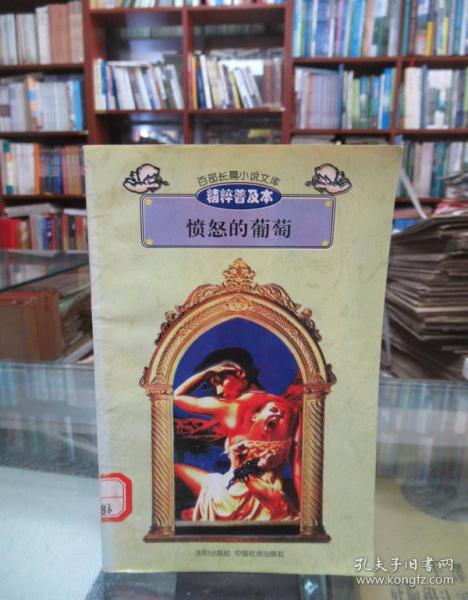 百部长篇小说文库
精粹普及本
愤怒的葡萄
86
沈阳出版社 中国社会出版社
孔夫子旧书网
www.kongfz.com